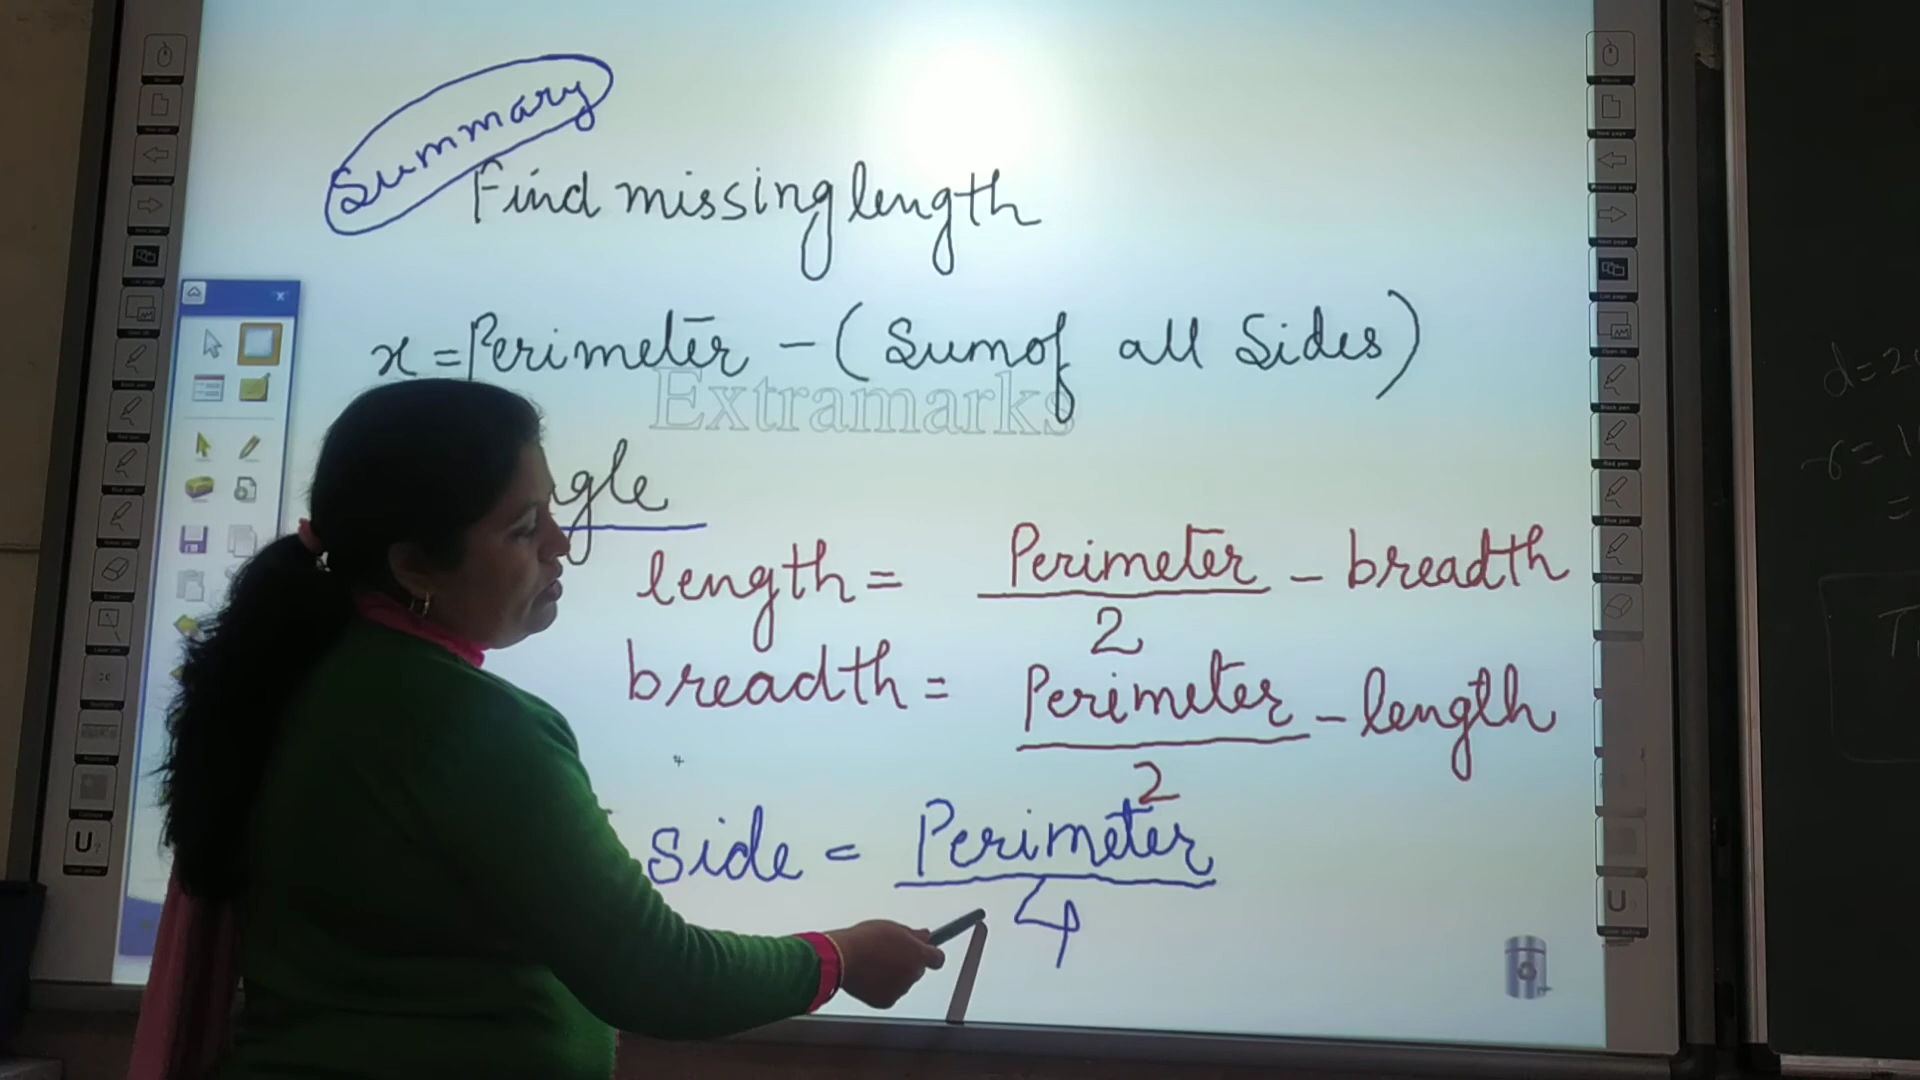 Summary
Find missing length
x = Perimeter - (Sum of all Sides)
Extramarks
ngle
length = Perimeter/2 - breadth
breadth = Perimeter/2 - length
side = Perimeter/4